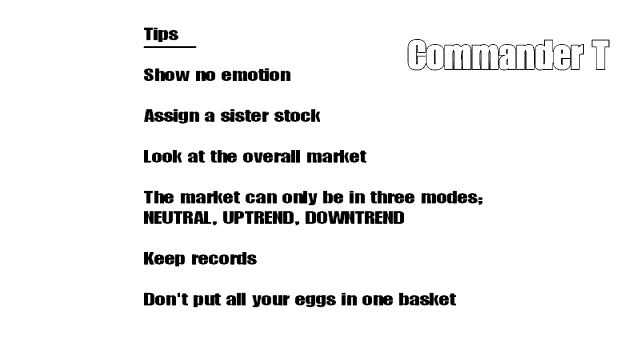 Tips
Commander T
Show no emotion
Assign a sister stock
Look at the overall market
The market can only be in three modes;
NEUTRAL, UPTREND, DOWNTREND
Keep records
Don't put all your eggs in one basket